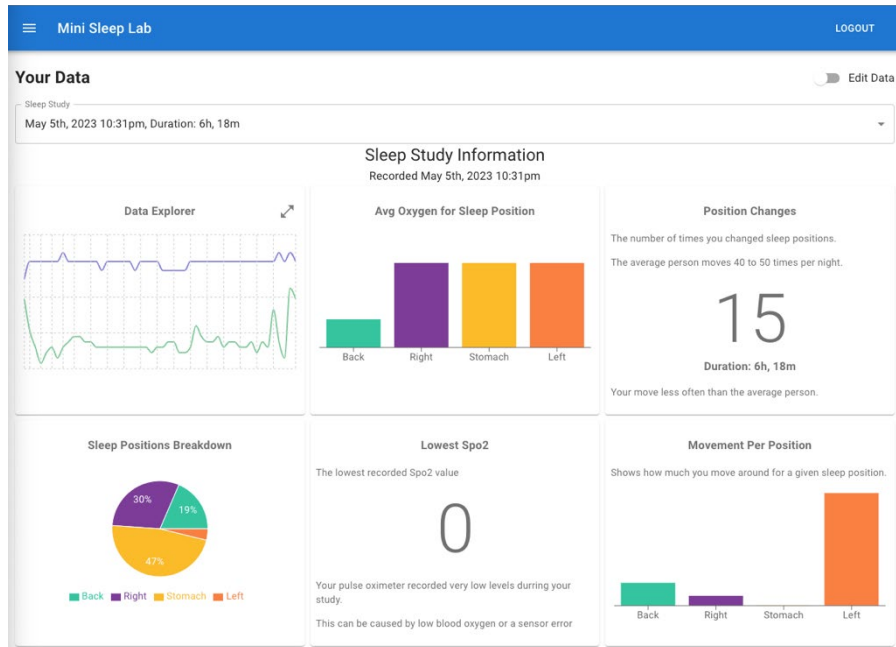 Mini Sleep Lab
LOGOUT
Your Data
Edit Data
Sleep Study
May 5th, 2023 10:31pm, Duration: 6h, 18m
Sleep Study Information
Recorded May 5th, 2023 10:31pm
Data Explorer
Avg Oxygen for Sleep Position
Back
Right
Stomach
Left
Position Changes
The number of times you changed sleep positions.
The average person moves 40 to 50 times per night.
15
Duration: 6h, 18m
Your move less often than the average person.
Sleep Positions Breakdown
30%
19%
47%
Back
Right
Stomach
Left
Lowest Spo2
The lowest recorded Spo2 value
0
Your pulse oximeter recorded very low levels durring your
study.
This can be caused by low blood oxygen or a sensor error
Movement Per Position
Shows how much you move around for a given sleep position.
Back
Right
Stomach
Left